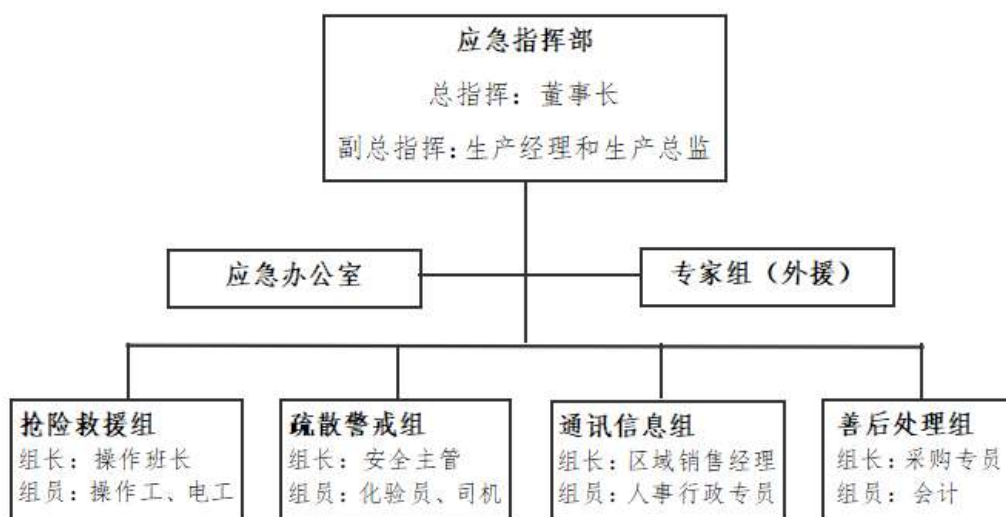 应急指挥部
总指挥：董事长
副总指挥：生产经理和生产总监
应急办公室
专家组（外援）
抢险救援组
组长：操作班长
组员：操作工、电工
疏散警戒组
组长：安全主管
组员：化验员、司机
通讯信息组
组长：区域销售经理
组员：人事行政专员
善后处理组
组长：采购专员
组员：会计